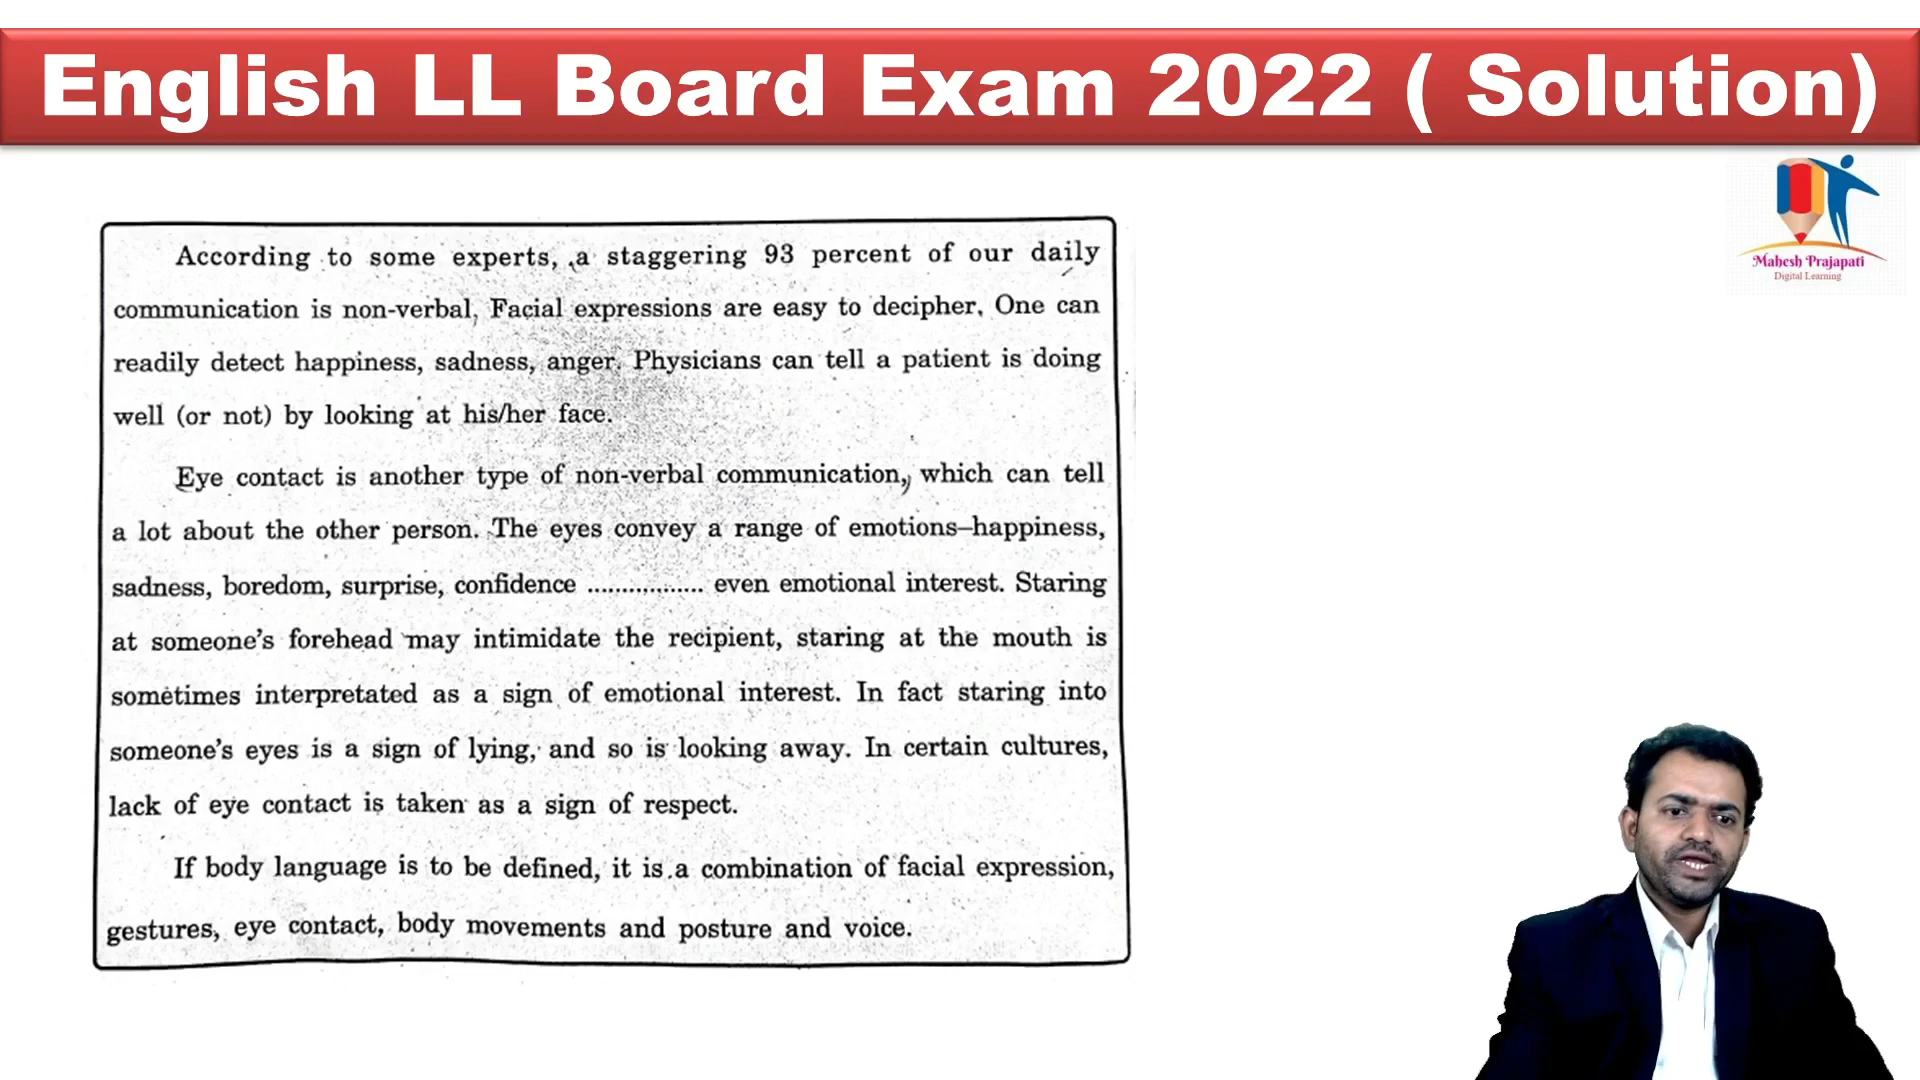 English LL Board Exam 2022 ( Solution)
Mahesh Prajapati
Digital Learning
According to some experts, a staggering 93 percent of our daily
communication is non-verbal, Facial expressions are easy to decipher. One can
readily detect happiness, sadness, anger. Physicians can tell a patient is doing
well (or not) by looking at his/her face.
Eye contact is another type of non-verbal communication, which can tell
a lot about the other person. The eyes convey a range of emotions–happiness,
sadness, boredom, surprise, confidence ................. even emotional interest. Staring
at someone's forehead may intimidate the recipient, staring at the mouth is
sometimes interpretated as a sign of emotional interest. In fact staring into
someone's eyes is a sign of lying, and so is looking away. In certain cultures,
lack of eye contact is taken as a sign of respect.
If body language is to be defined, it is a combination of facial expression,
gestures, eye contact, body movements and posture and voice.